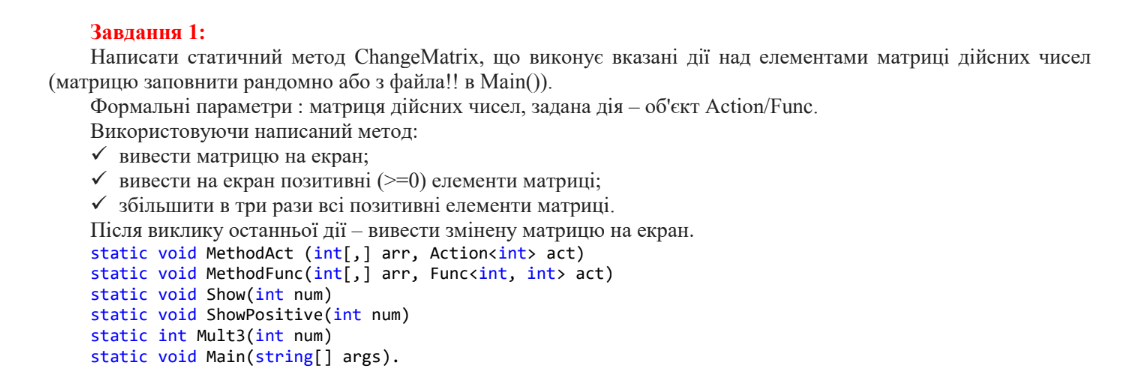 Завдання 1:
Написати статичний метод ChangeMatrix, що виконує вказані дії над елементами матриці дійсних чисел
(матрицю заповнити рандомно або з файла!! в Main()).
Формальні параметри : матриця дійсних чисел, задана дія – об'єкт Action/Func.
Використовуючи написаний метод:
✓ вивести матрицю на екран;
✓ вивести на екран позитивні (>=0) елементи матриці;
✓ збільшити в три рази всі позитивні елементи матриці.
Після виклику останньої дії – вивести змінену матрицю на екран.
static void MethodAct (int[,] arr, Action<int> act)
static void MethodFunc(int[,] arr, Func<int, int> act)
static void Show(int num)
static void ShowPositive(int num)
static int Mult3(int num)
static void Main(string[] args).